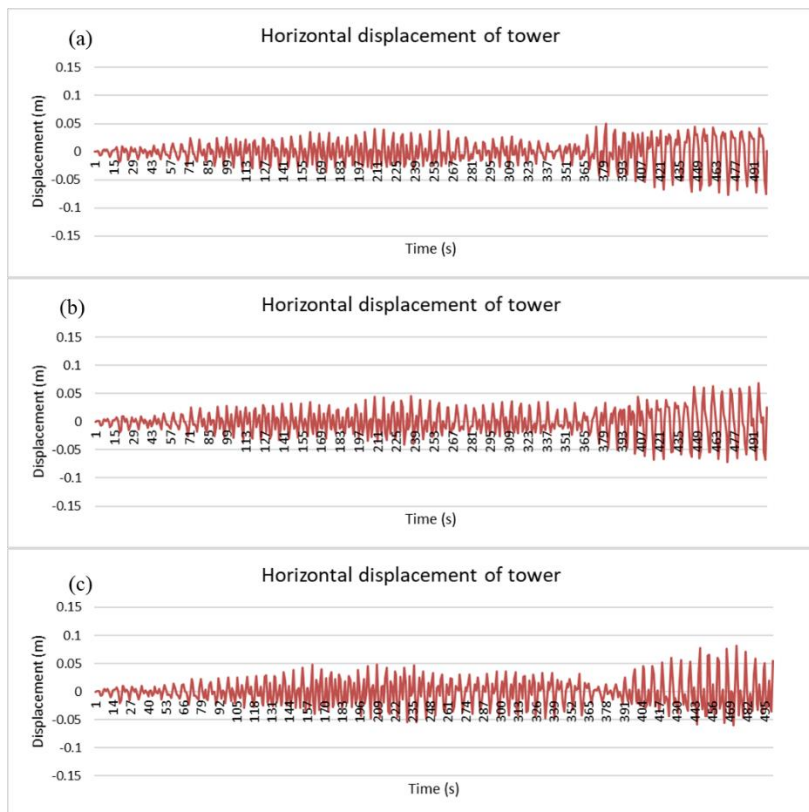 (a)
Horizontal displacement of tower
0.15
0.1
0.05
0
-0.05
-0.1
-0.15
Displacement (m)
1 15 29 43 57 71 85 99 113 127 141 155 169 183 197 211 225 239 253 267 281 295 309 323 337 351 365 379 393 407 421 435 449 463 477 491
Time (s)
(b)
Horizontal displacement of tower
0.15
0.1
0.05
0
-0.05
-0.1
-0.15
Displacement (m)
1 15 29 43 57 71 85 99 113 127 141 155 169 183 197 211 225 239 253 267 281 295 309 323 337 351 365 379 393 407 421 435 449 463 477 491
Time (s)
(c)
Horizontal displacement of tower
0.15
0.1
0.05
0
-0.05
-0.1
-0.15
Displacement (m)
1 14 27 40 53 66 79 92 105 118 131 144 157 170 183 196 209 222 235 248 261 274 287 300 313 326 339 352 365 378 391 404 417 430 443 456 469 482 495
Time (s)